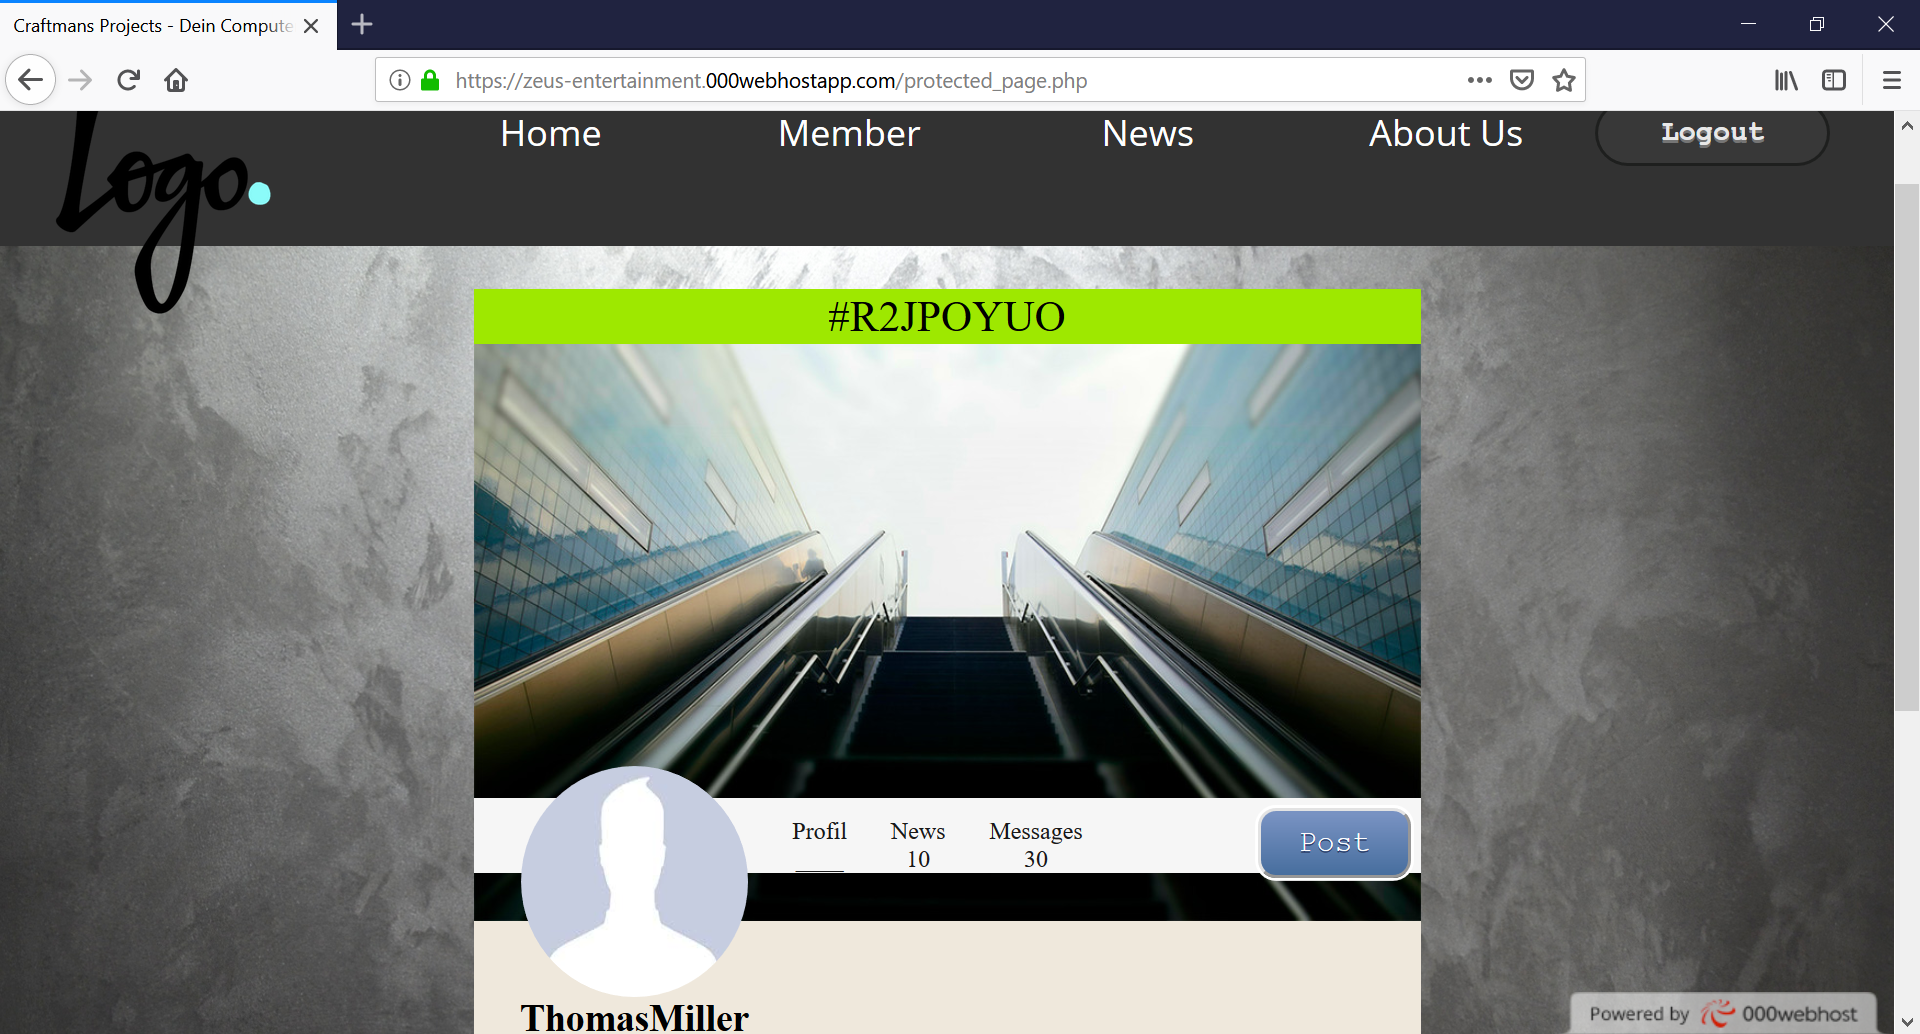 Craftmans Projects - Dein Compute
https://zeus-entertainment.000webhostapp.com/protected_page.php
Logo.
Home Member News About Us Logout
#R2JPOYUO
Profil News Messages
10 30
Post
ThomasMiller
Powered by 000webhost